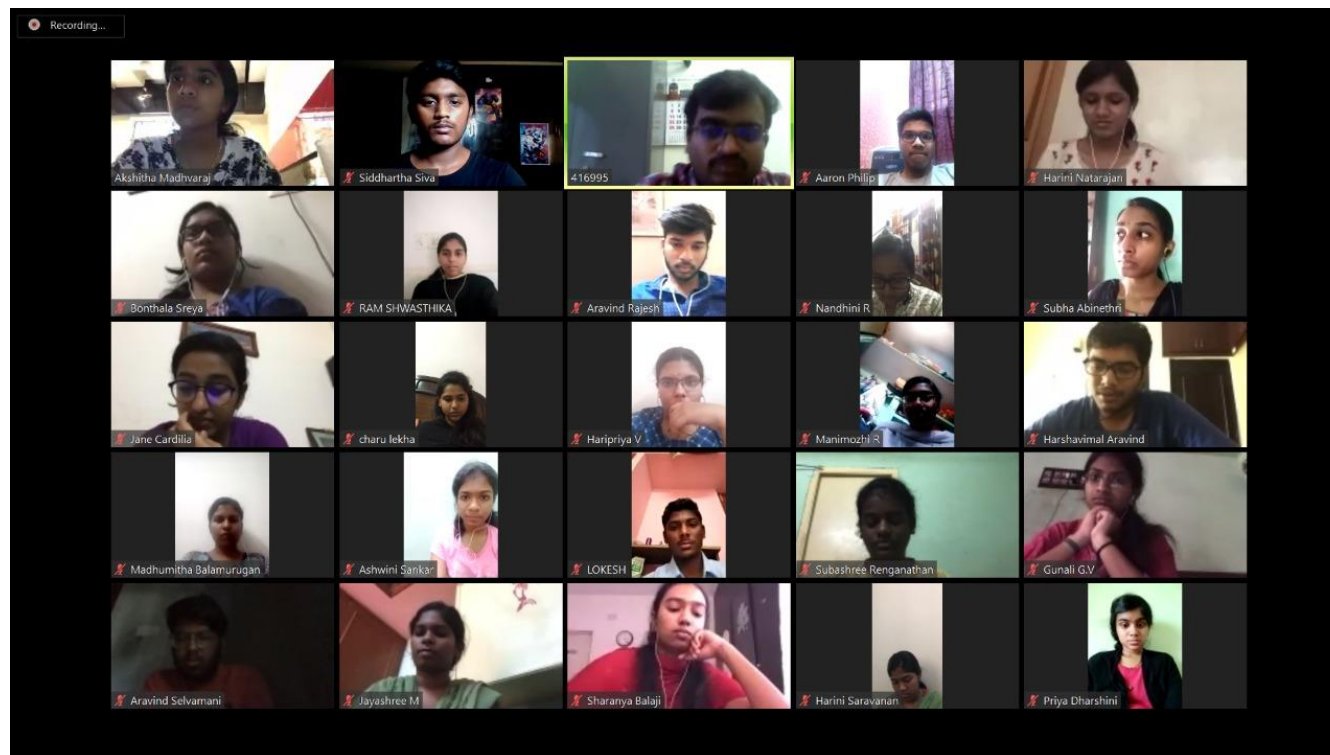 Recording...
Akshitha Madhvaraj
Siddhartha Siva
416995
Aaron Philip
Harini Natarajan
Bonthala Sreya
RAM SHWASTHIKA
Aravind Rajesh
Nandhini R
Subha Abinethri
Jane Cardilia
charu lekha
Haripriya V
Manimozhi R
Harshavimal Aravind
Madhumitha Balamurugan
Ashwini Sankar
LOKESH
Subashree Renganathan
Gunali G.V
Aravind Selvamani
Jayashree M
Sharanya Balaji
Harini Saravanan
Priya Dharshini